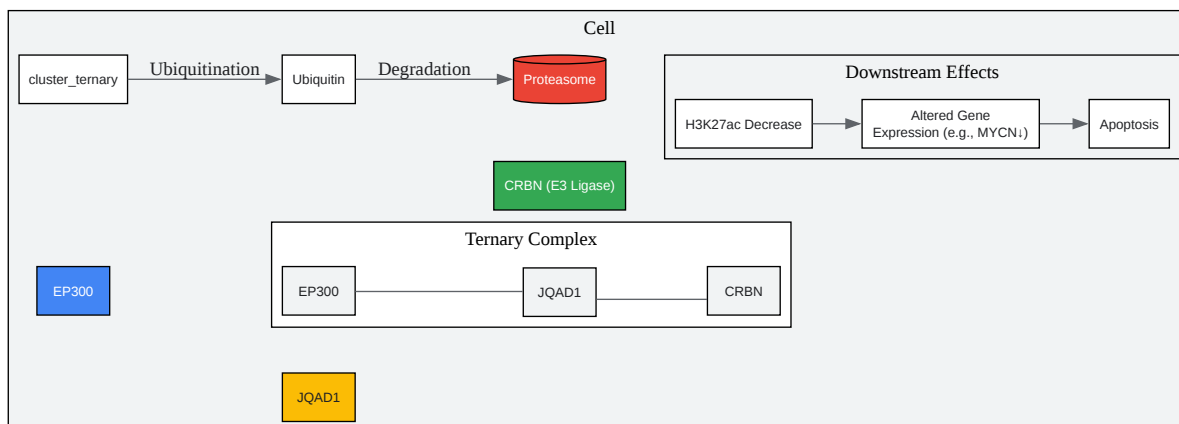 Cell
cluster_ternary
Ubiquitination
Ubiquitin
Degradation
Proteasome
Downstream Effects
H3K27ac Decrease
Altered Gene
Expression (e.g., MYCN↓)
Apoptosis
CRBN (E3 Ligase)
Ternary Complex
EP300
JQAD1
CRBN
EP300
JQAD1